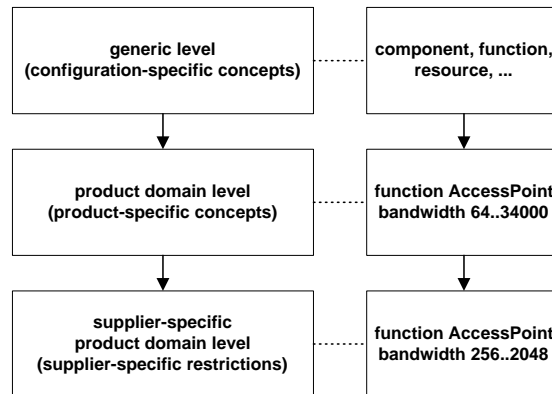 generic level
(configuration-specific concepts)
component, function,
resource, ...
product domain level
(product-specific concepts)
function AccessPoint
bandwidth 64..34000
supplier-specific
product domain level
(supplier-specific restrictions)
function AccessPoint
bandwidth 256..2048